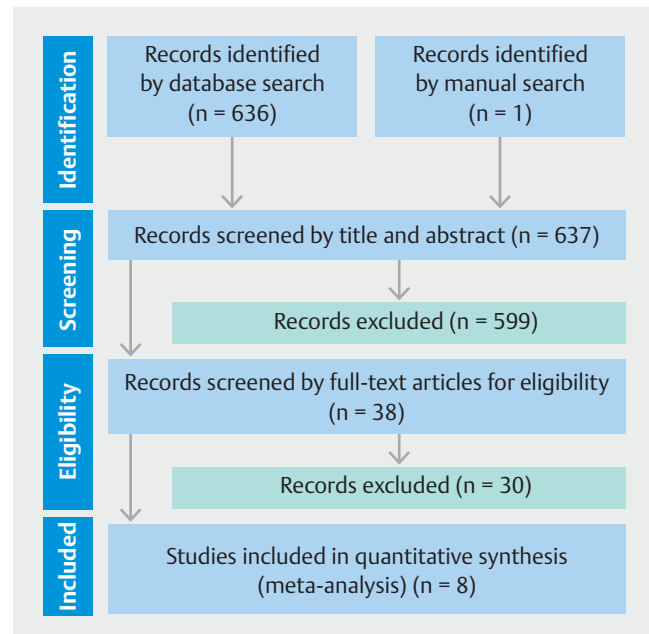 Identification
Records identified
by database search
(n = 636)
Records identified
by manual search
(n = 1)
Screening
Records screened by title and abstract (n = 637)
Records excluded (n = 599)
Eligibility
Records screened by full-text articles for eligibility
(n = 38)
Records excluded (n = 30)
Included
Studies included in quantitative synthesis
(meta-analysis) (n = 8)